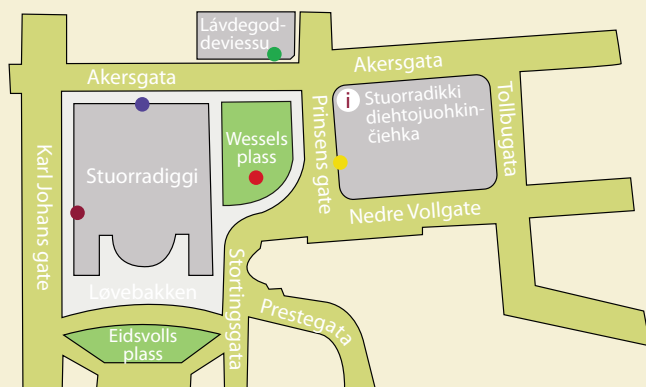 Lávdegod-
deviessu
Akersgata
Akersgata
i
Stuorradikki
diehtojuohkin-
čiehka
Tollbugata
Prinsens gate
Wessels
plass
Stuorradiggi
Karl Johans gate
Nedre Vollgate
Stortingsgata
Løvebakken
Prestegata
Eidsvolls
plass